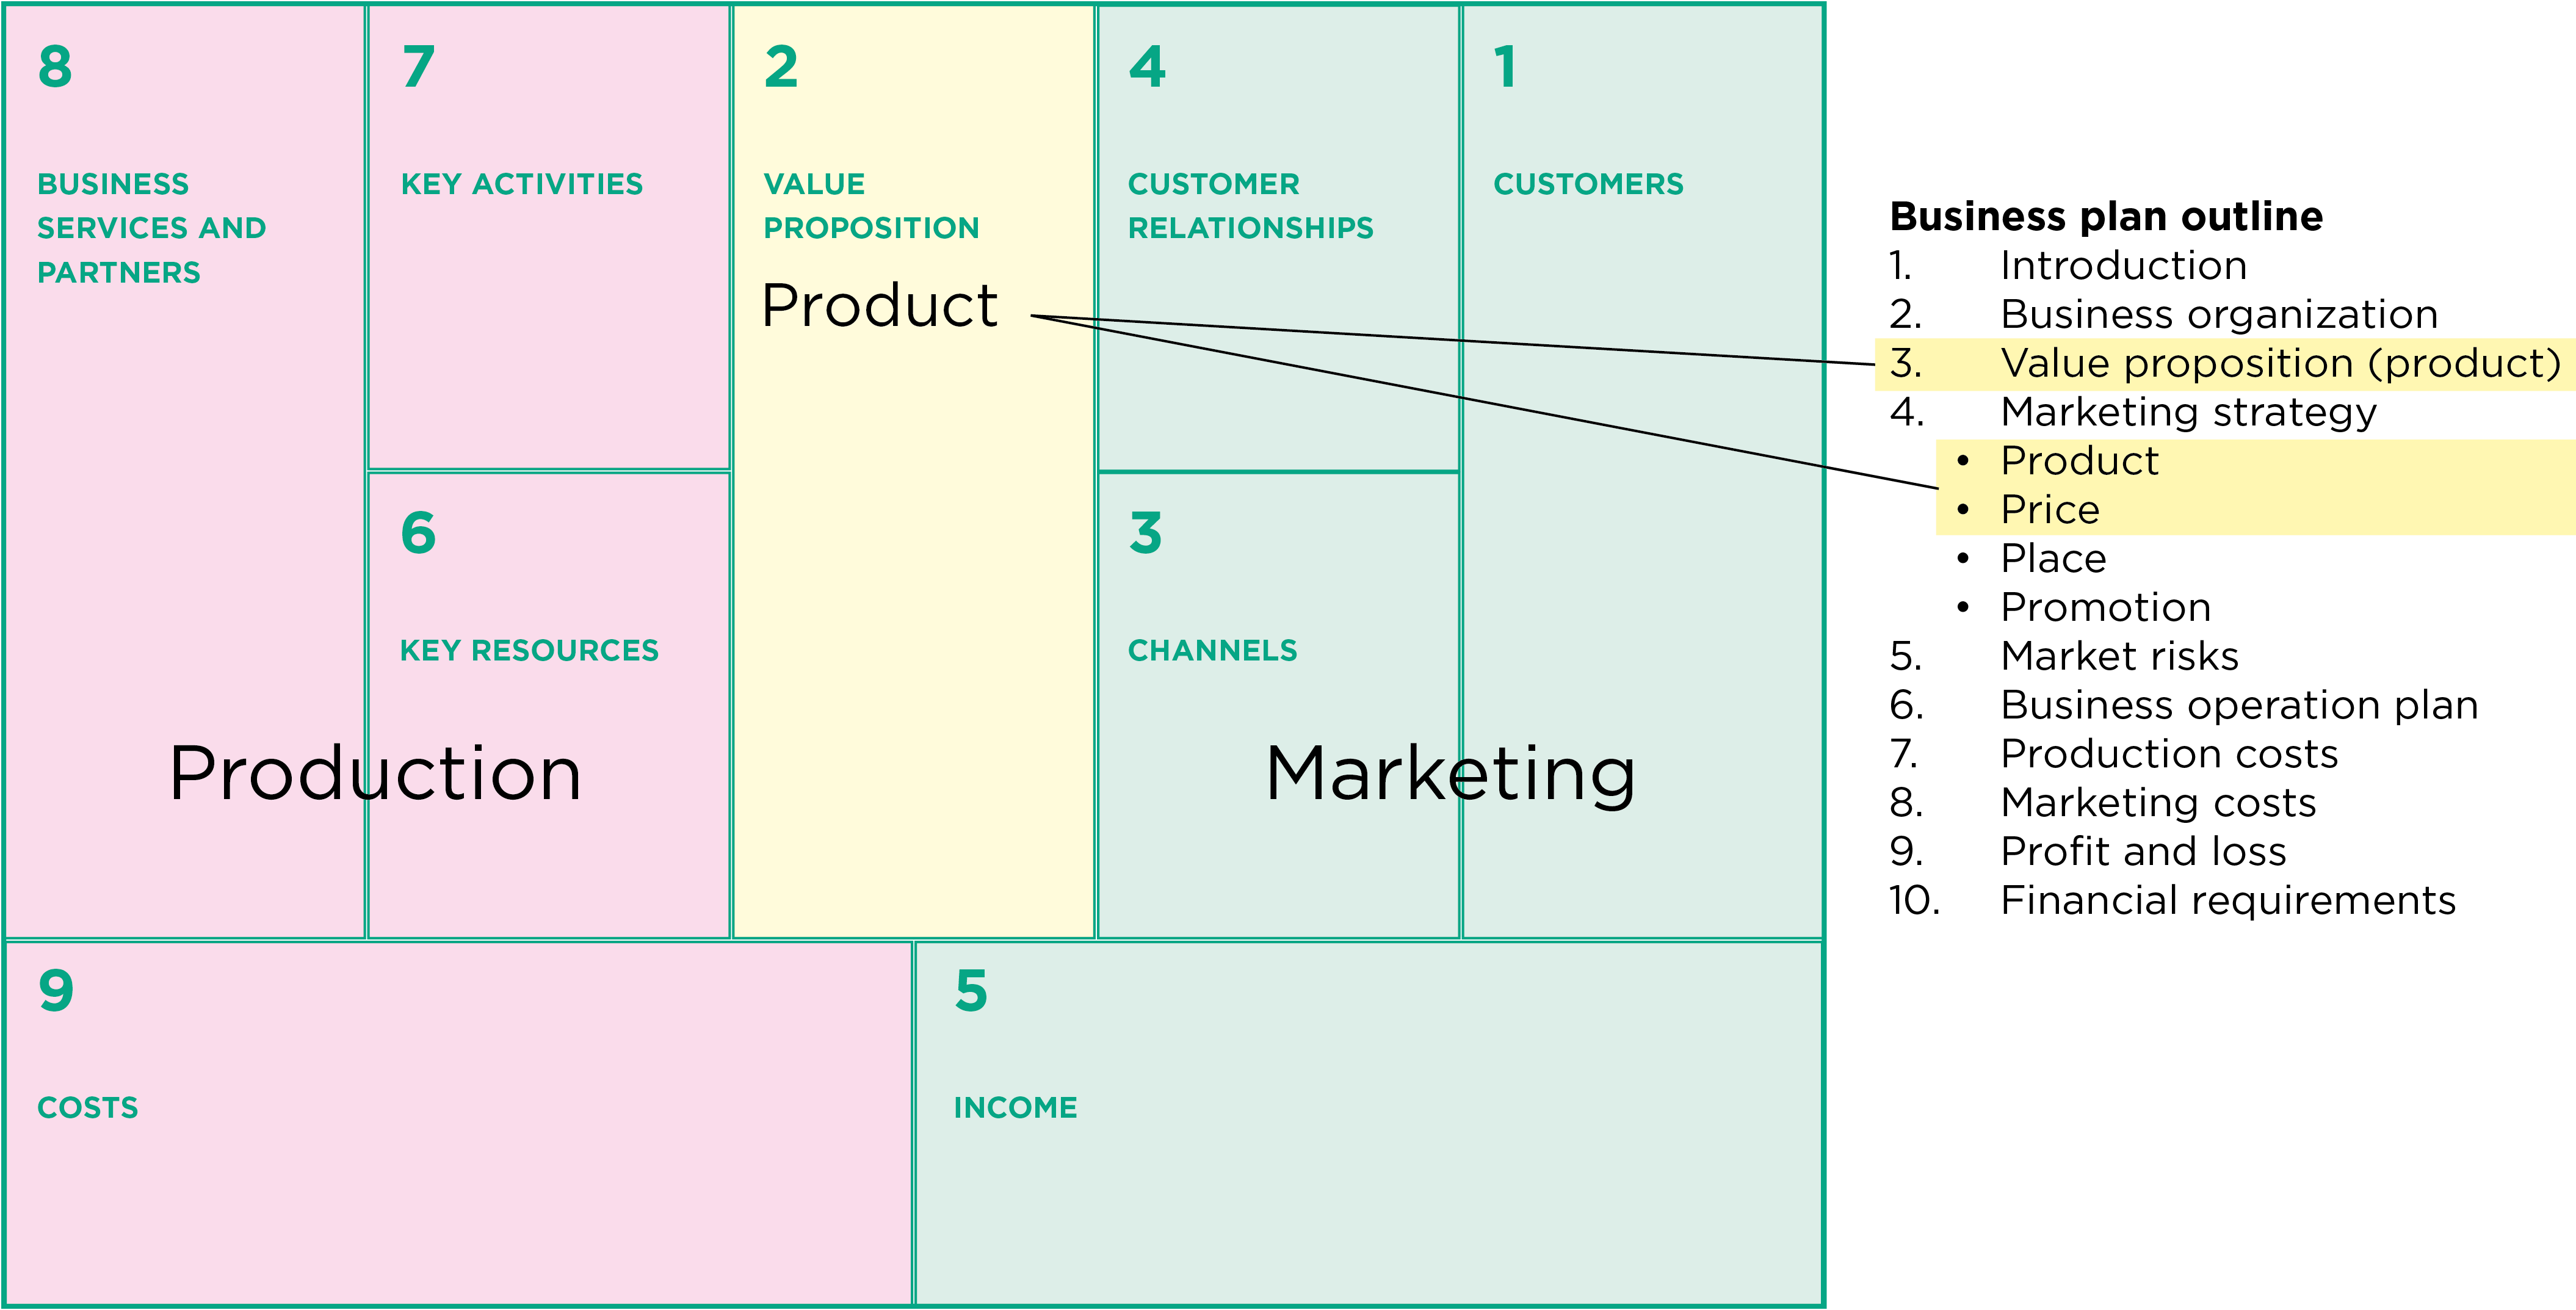 8
BUSINESS
SERVICES AND
PARTNERS
7
KEY ACTIVITIES
6
KEY RESOURCES
Production
2
VALUE
PROPOSITION
Product
4
CUSTOMER
RELATIONSHIPS
3
CHANNELS
1
CUSTOMERS
Marketing
9
COSTS
5
INCOME
Business plan outline
1. Introduction
2. Business organization
3. Value proposition (product)
4. Marketing strategy
• Product
• Price
• Place
• Promotion
5. Market risks
6. Business operation plan
7. Production costs
8. Marketing costs
9. Profit and loss
10. Financial requirements